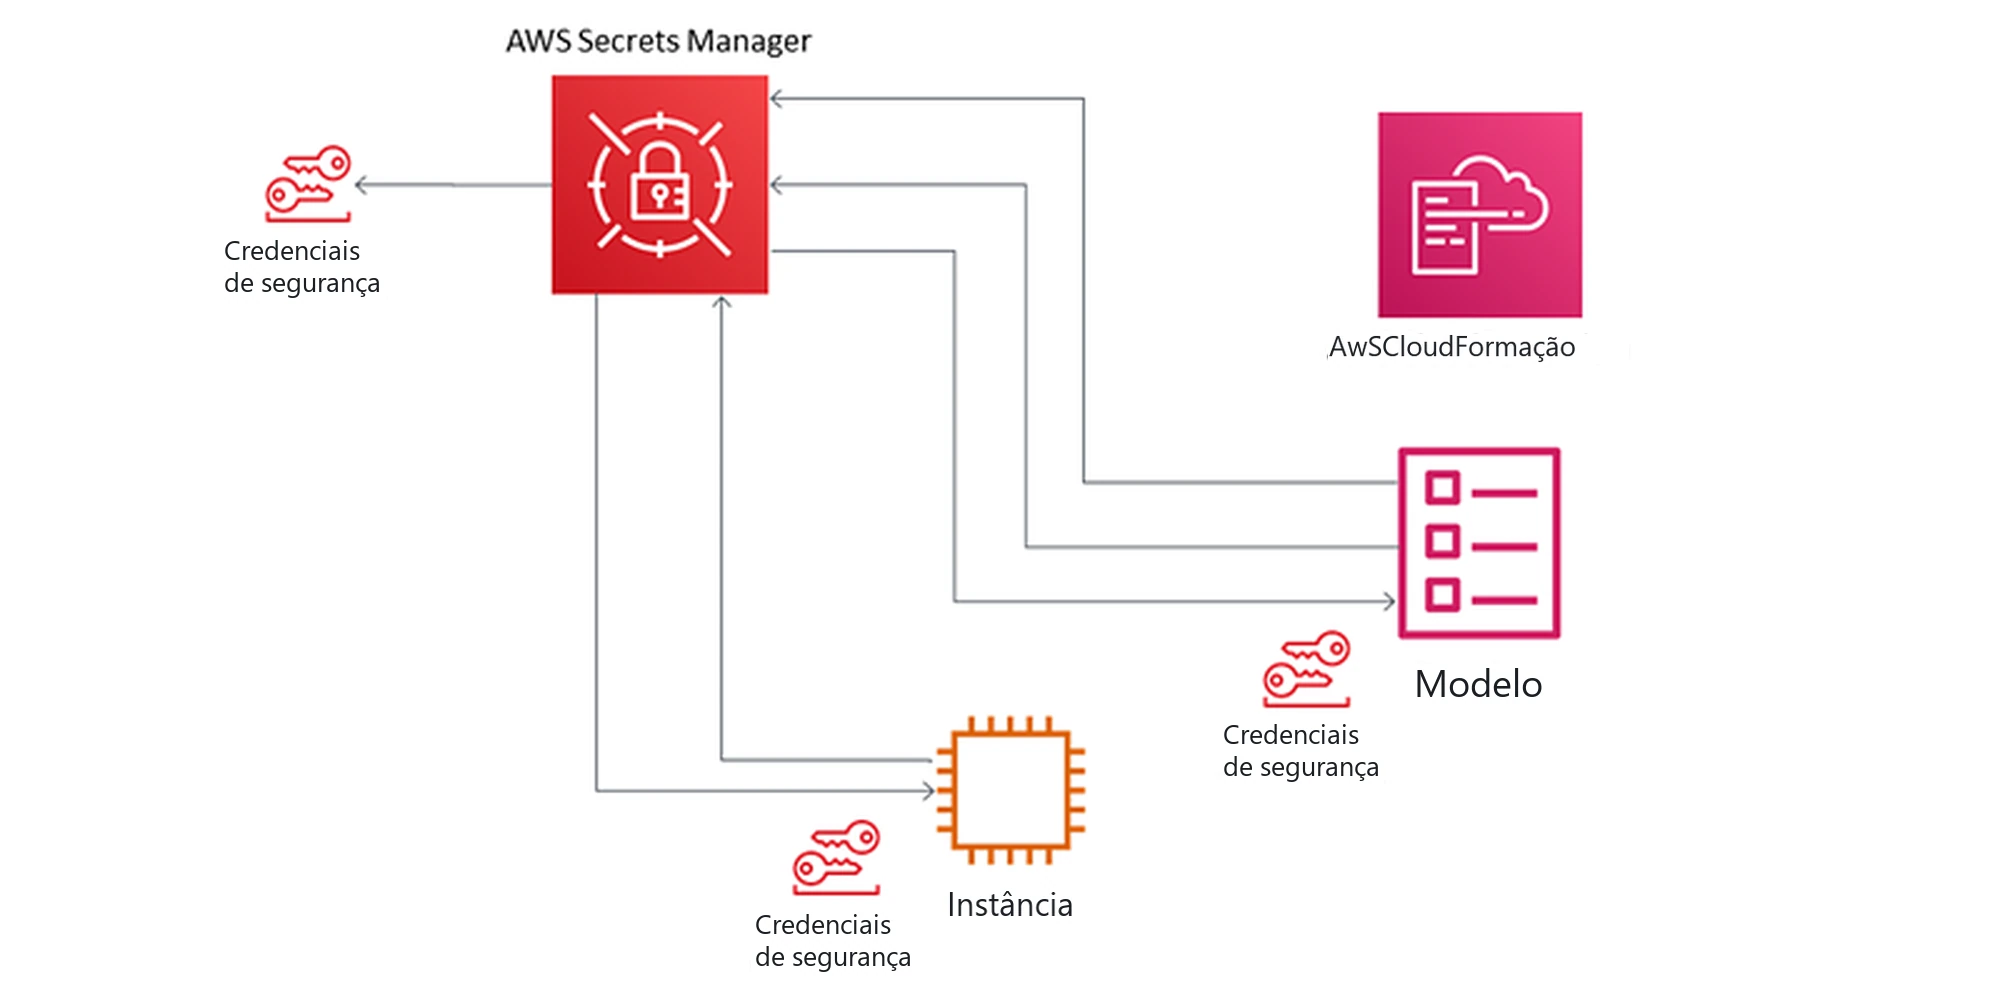 AWS Secrets Manager
Credenciais
de segurança
AwSCloudFormação
Modelo
Credenciais
de segurança
Instância
Credenciais
de segurança